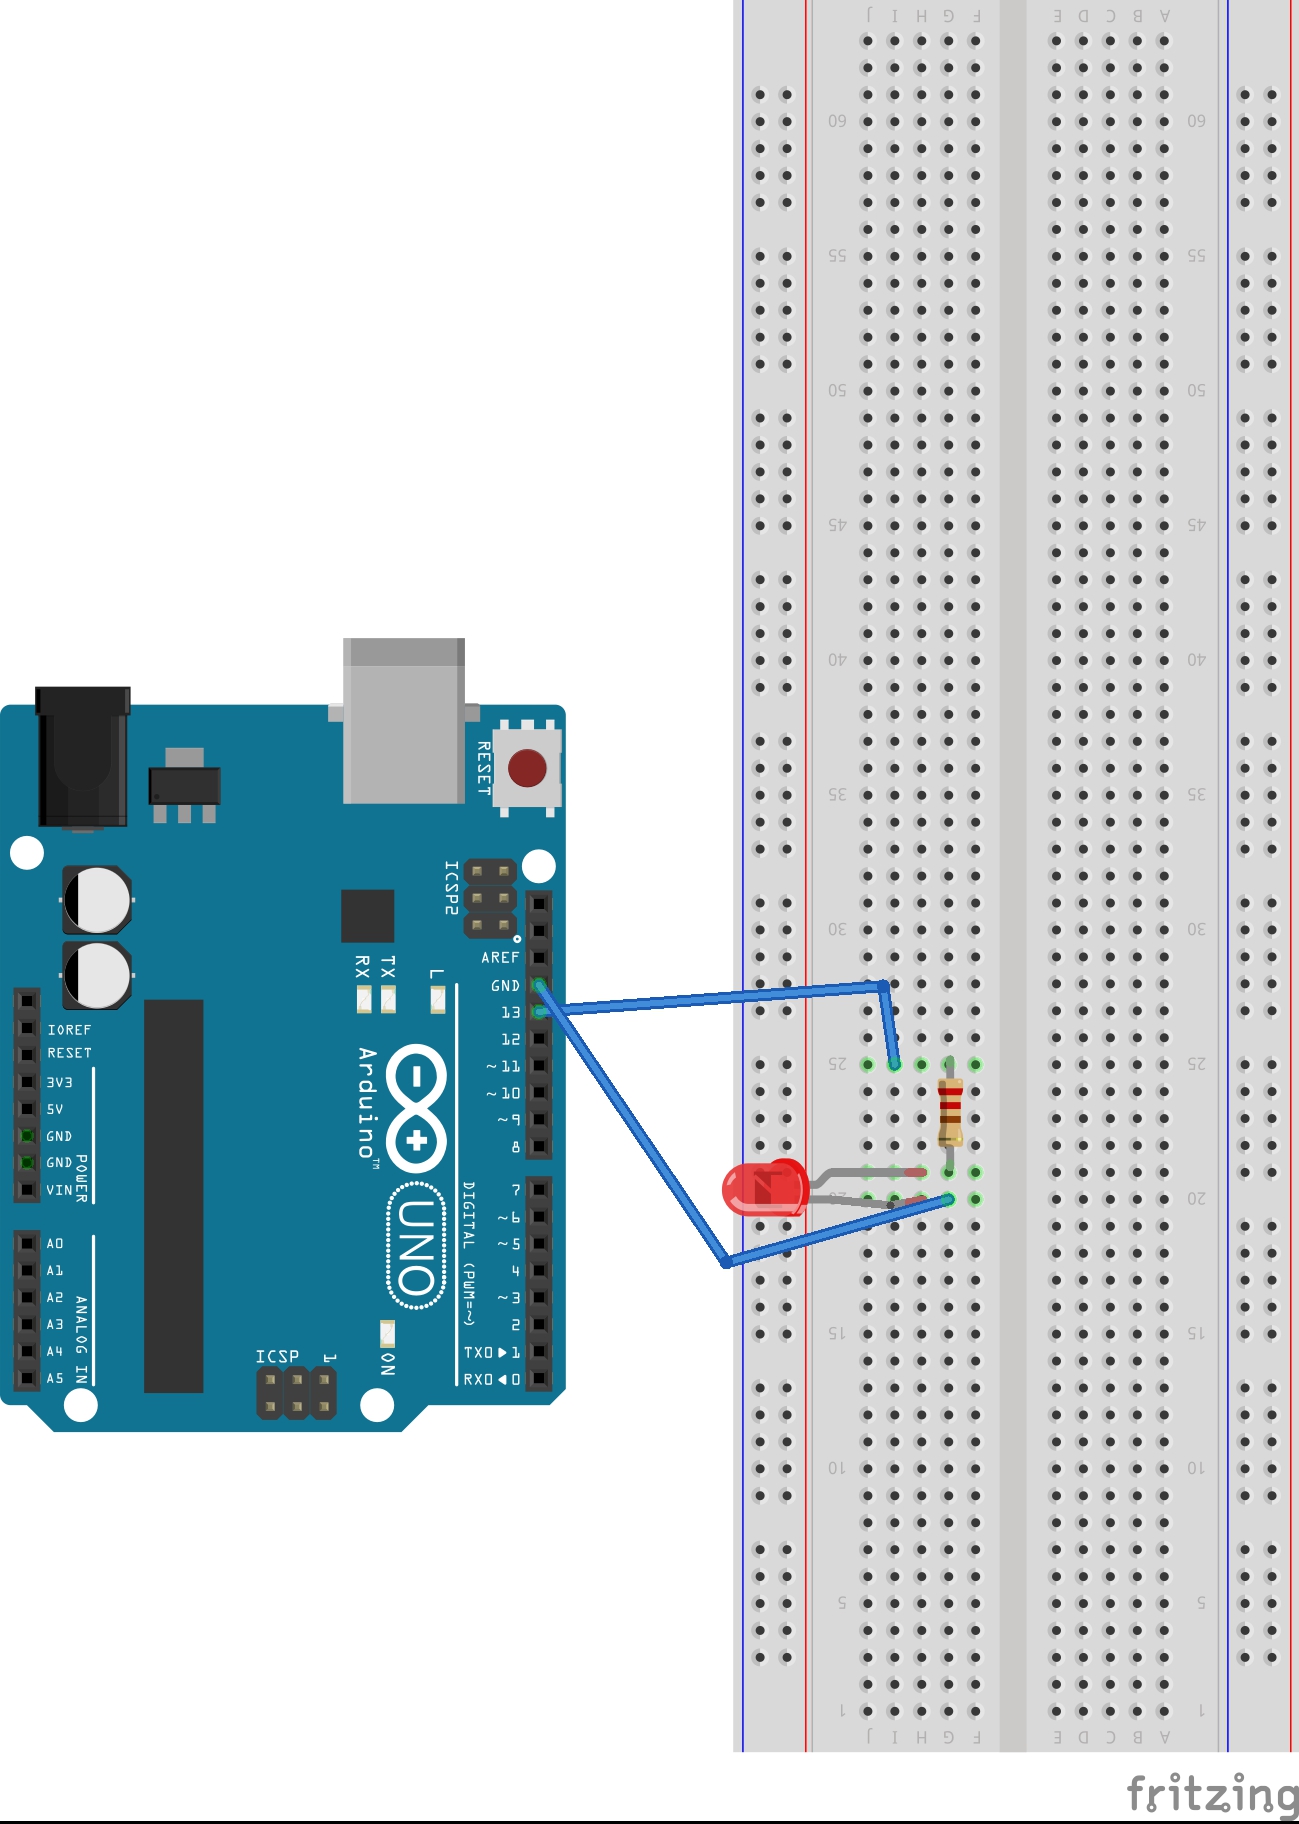 J I H G F E D C B A
60 60
55 55
50 50
45 45
40 40
35 35
30 30
25 25
20 20
15 15
10 10
5 5
1 1
J I H G F E D C B A
RESET
ICSP2
AREF
GND
13
12
~11
~10
~9
8
7
~6
~5
4
~3
2
TX0▶1
RX0◀0
DIGITAL (PWM=~)
RX
TX
L
Arduino™
UNO
ON
ICSP
1
IOREF
RESET
3V3
5V
GND
GND
VIN
POWER
A0
A1
A2
A3
A4
A5
ANALOG IN
fritzing